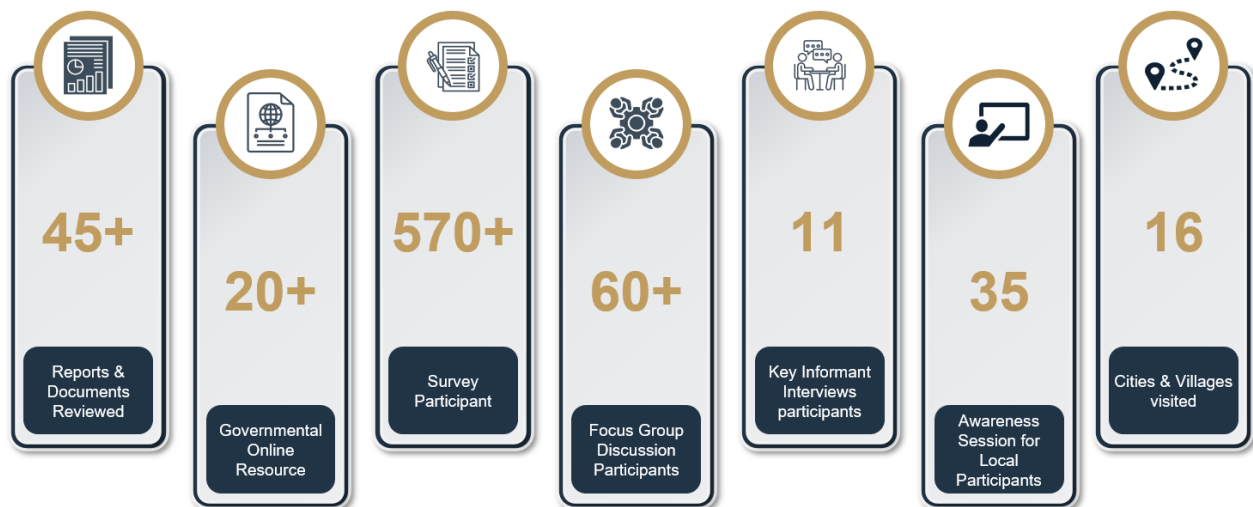 45+
Reports &
Documents
Reviewed
20+
Governmental
Online
Resource
570+
Survey
Participant
60+
Focus Group
Discussion
Participants
11
Key Informant
Interviews
participants
35
Awareness
Session for
Local
Participants
16
Cities & Villages
visited